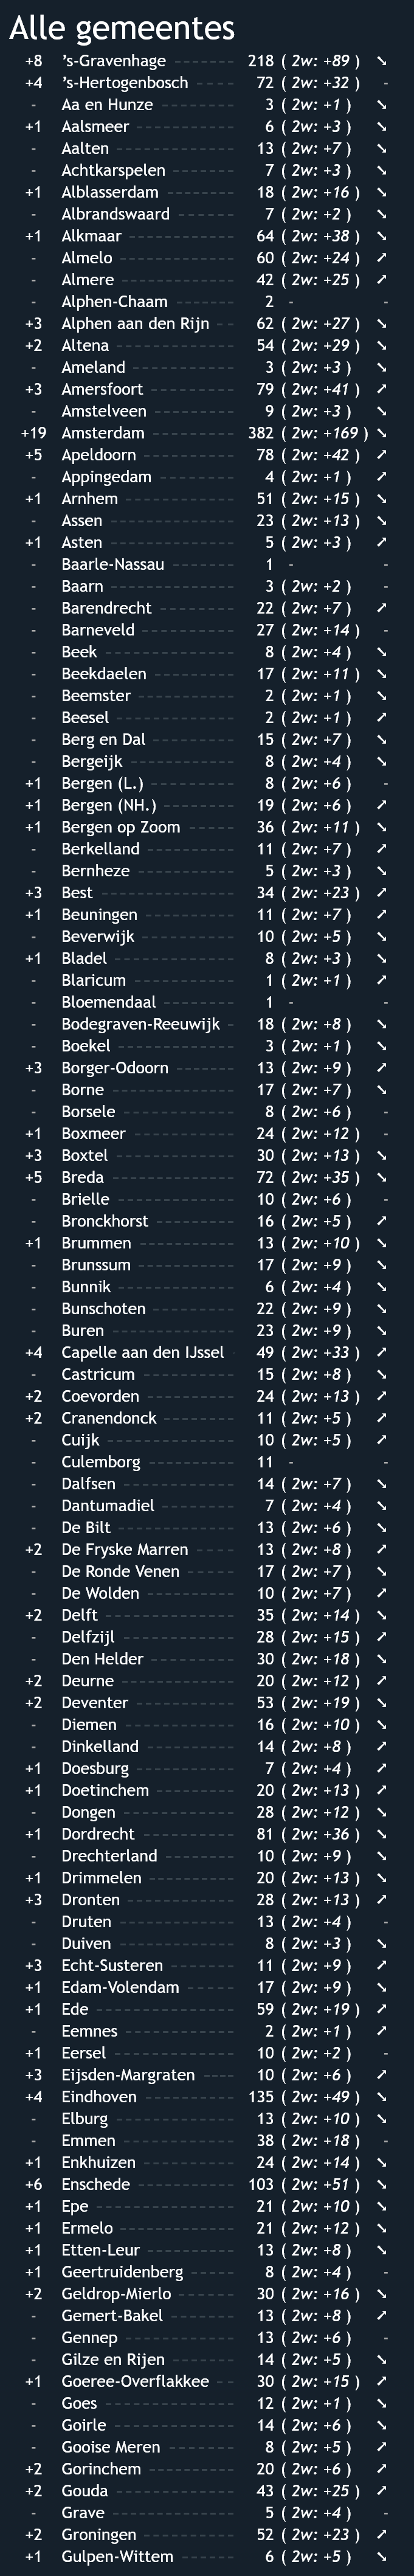 Alle gemeentes
+8 ’s-Gravenhage 218 ( 2w: +89 ) ↘
+4 ’s-Hertogenbosch 72 ( 2w: +32 ) -
- Aa en Hunze 3 ( 2w: +1 ) ↘
+1 Aalsmeer 6 ( 2w: +3 ) ↘
- Aalten 13 ( 2w: +7 ) ↘
- Achtkarspelen 7 ( 2w: +3 ) ↘
+1 Alblasserdam 18 ( 2w: +16 ) ↘
- Albrandswaard 7 ( 2w: +2 ) ↘
+1 Alkmaar 64 ( 2w: +38 ) ↘
- Almelo 60 ( 2w: +24 ) ↗
- Almere 42 ( 2w: +25 ) ↗
- Alphen-Chaam 2 - -
+3 Alphen aan den Rijn 62 ( 2w: +27 ) ↘
+2 Altena 54 ( 2w: +29 ) ↘
- Ameland 3 ( 2w: +3 ) ↘
+3 Amersfoort 79 ( 2w: +41 ) ↗
- Amstelveen 9 ( 2w: +3 ) ↘
+19 Amsterdam 382 ( 2w: +169 ) ↘
+5 Apeldoorn 78 ( 2w: +42 ) ↗
- Appingedam 4 ( 2w: +1 ) ↗
+1 Arnhem 51 ( 2w: +15 ) ↘
- Assen 23 ( 2w: +13 ) ↘
+1 Asten 5 ( 2w: +3 ) ↗
- Baarle-Nassau 1 - -
- Baarn 3 ( 2w: +2 ) -
- Barendrecht 22 ( 2w: +7 ) ↗
- Barneveld 27 ( 2w: +14 ) -
- Beek 8 ( 2w: +4 ) ↘
- Beekdaelen 17 ( 2w: +11 ) ↘
- Beemster 2 ( 2w: +1 ) ↘
- Beesel 2 ( 2w: +1 ) ↗
- Berg en Dal 15 ( 2w: +7 ) ↘
- Bergeijk 8 ( 2w: +4 ) ↘
+1 Bergen (L.) 8 ( 2w: +6 ) -
+1 Bergen (NH.) 19 ( 2w: +6 ) ↗
+1 Bergen op Zoom 36 ( 2w: +11 ) ↘
- Berkelland 11 ( 2w: +7 ) ↗
- Bernheze 5 ( 2w: +3 ) ↘
+3 Best 34 ( 2w: +23 ) ↗
+1 Beuningen 11 ( 2w: +7 ) ↗
- Beverwijk 10 ( 2w: +5 ) ↘
+1 Bladel 8 ( 2w: +3 ) ↘
- Blaricum 1 ( 2w: +1 ) ↗
- Bloemendaal 1 - -
- Bodegraven-Reeuwijk 18 ( 2w: +8 ) ↘
- Boekel 3 ( 2w: +1 ) ↘
+3 Borger-Odoorn 13 ( 2w: +9 ) ↗
- Borne 17 ( 2w: +7 ) ↘
- Borsele 8 ( 2w: +6 ) -
+1 Boxmeer 24 ( 2w: +12 ) -
+3 Boxtel 30 ( 2w: +13 ) ↘
+5 Breda 72 ( 2w: +35 ) ↘
- Brielle 10 ( 2w: +6 ) -
- Bronckhorst 16 ( 2w: +5 ) ↗
+1 Brummen 13 ( 2w: +10 ) ↘
- Brunssum 17 ( 2w: +9 ) ↘
- Bunnik 6 ( 2w: +4 ) ↘
- Bunschoten 22 ( 2w: +9 ) ↘
- Buren 23 ( 2w: +9 ) ↘
+4 Capelle aan den IJssel 49 ( 2w: +33 ) ↗
- Castricum 15 ( 2w: +8 ) ↘
+2 Coevorden 24 ( 2w: +13 ) ↗
+2 Cranendonck 11 ( 2w: +5 ) ↗
- Cuijk 10 ( 2w: +5 ) ↗
- Culemborg 11 - -
- Dalfsen 14 ( 2w: +7 ) ↘
- Dantumadiel 7 ( 2w: +4 ) ↘
- De Bilt 13 ( 2w: +6 ) ↘
+2 De Fryske Marren 13 ( 2w: +8 ) ↗
- De Ronde Venen 17 ( 2w: +7 ) ↘
- De Wolden 10 ( 2w: +7 ) ↗
+2 Delft 35 ( 2w: +14 ) ↘
- Delfzijl 28 ( 2w: +15 ) ↗
- Den Helder 30 ( 2w: +18 ) ↘
+2 Deurne 20 ( 2w: +12 ) ↗
+2 Deventer 53 ( 2w: +19 ) ↘
- Diemen 16 ( 2w: +10 ) ↘
- Dinkelland 14 ( 2w: +8 ) ↗
+1 Doesburg 7 ( 2w: +4 ) ↗
+1 Doetinchem 20 ( 2w: +13 ) ↗
- Dongen 28 ( 2w: +12 ) ↘
+1 Dordrecht 81 ( 2w: +36 ) ↘
- Drechterland 10 ( 2w: +9 ) ↘
+1 Drimmelen 20 ( 2w: +13 ) ↘
+3 Dronten 28 ( 2w: +13 ) ↗
- Druten 13 ( 2w: +4 ) -
- Duiven 8 ( 2w: +3 ) ↘
+3 Echt-Susteren 11 ( 2w: +9 ) ↗
+1 Edam-Volendam 17 ( 2w: +9 ) ↘
+1 Ede 59 ( 2w: +19 ) ↗
- Eemnes 2 ( 2w: +1 ) ↗
+1 Eersel 10 ( 2w: +2 ) -
+3 Eijsden-Margraten 10 ( 2w: +6 ) ↗
+4 Eindhoven 135 ( 2w: +49 ) ↘
- Elburg 13 ( 2w: +10 ) ↘
- Emmen 38 ( 2w: +18 ) -
+1 Enkhuizen 24 ( 2w: +14 ) ↘
+6 Enschede 103 ( 2w: +51 ) ↘
+1 Epe 21 ( 2w: +10 ) ↘
+1 Ermelo 21 ( 2w: +12 ) ↘
+1 Etten-Leur 13 ( 2w: +8 ) ↘
+1 Geertruidenberg 8 ( 2w: +4 ) -
+2 Geldrop-Mierlo 30 ( 2w: +16 ) ↘
- Gemert-Bakel 13 ( 2w: +8 ) ↗
- Gennep 13 ( 2w: +6 ) -
- Gilze en Rijen 14 ( 2w: +5 ) ↘
+1 Goeree-Overflakkee 30 ( 2w: +15 ) ↗
- Goes 12 ( 2w: +1 ) ↘
- Goirle 14 ( 2w: +6 ) ↘
- Gooise Meren 8 ( 2w: +5 ) ↗
+2 Gorinchem 20 ( 2w: +6 ) ↗
+2 Gouda 43 ( 2w: +25 ) ↗
- Grave 5 ( 2w: +4 ) -
+2 Groningen 52 ( 2w: +23 ) ↗
+1 Gulpen-Wittem 6 ( 2w: +5 ) ↘